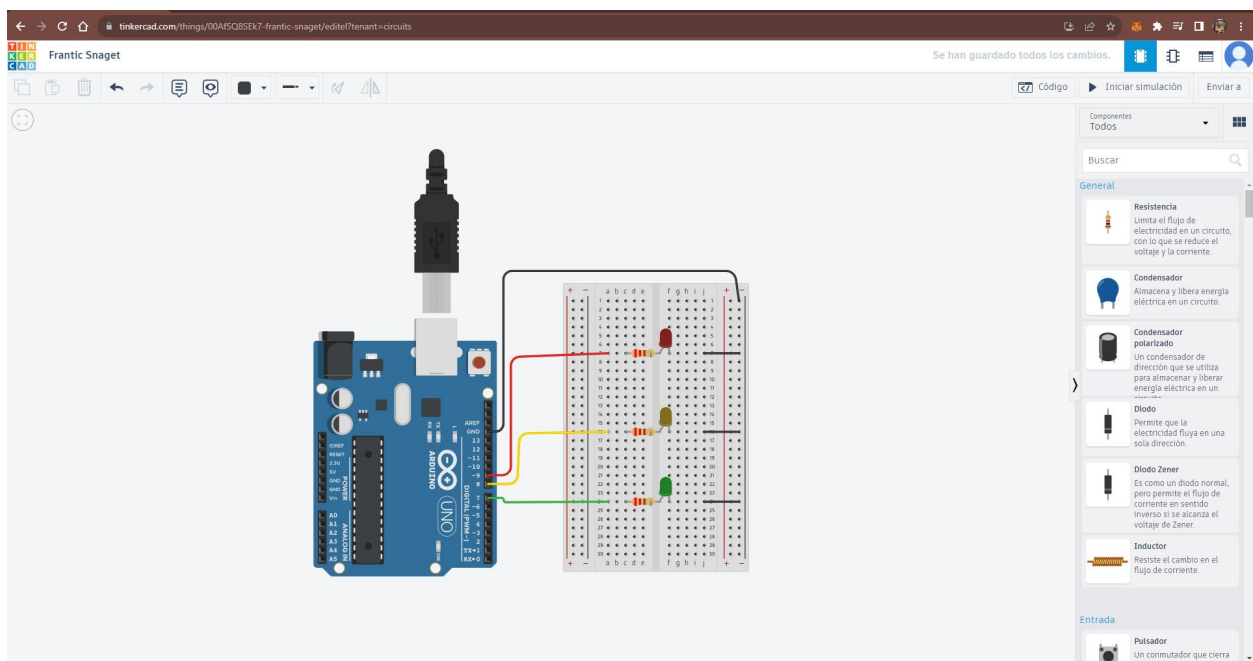 tinkercad.com/things/00AfSQ8SEk7-frantic-snaget/editel?tenant=circuits
TIN
KER
CAD
Frantic Snaget
Se han guardado todos los cambios.
Código
Iniciar simulación
Enviar a
Componentes
Todos
Buscar
General
Resistencia
Limita el flujo de
electricidad en un circuito,
con lo que se reduce el
voltaje y la corriente.
Condensador
Almacena y libera energía
eléctrica en un circuito.
Condensador
polarizado
Un condensador de
dirección que se utiliza
para almacenar y liberar
energía eléctrica en un
Diodo
Permite que la
electricidad fluya en una
sola dirección.
Diodo Zener
Es como un diodo normal,
pero permite el flujo de
corriente en sentido
inverso si se alcanza el
voltaje de Zener.
Inductor
Resiste el cambio en el
flujo de corriente.
Entrada
Pulsador
Un conmutador que cierra
AREF
GND
13
12
~11
~10
~9
8
7
~6
~5
4
~3
2
TX→1
RX←0
DIGITAL (PWM~)
L
TX
RX
ON
ARDUINO
UNO
IOREF
RESET
3.3V
5V
GND
GND
Vin
POWER
A0
A1
A2
A3
A4
A5
ANALOG IN
+ - a b c d e f g h i j + -
+ - a b c d e f g h i j + -